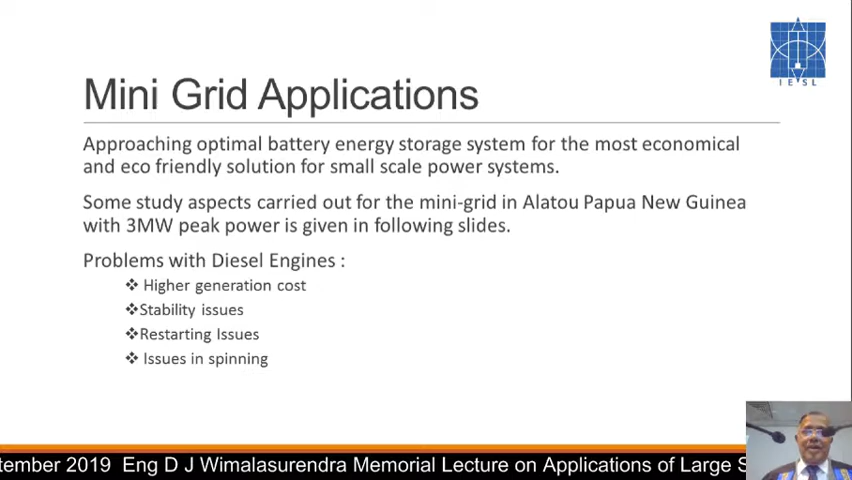 IESL
Mini Grid Applications
Approaching optimal battery energy storage system for the most economical
and eco friendly solution for small scale power systems.
Some study aspects carried out for the mini-grid in Alatou Papua New Guinea
with 3MW peak power is given in following slides.
Problems with Diesel Engines :
❖ Higher generation cost
❖Stability issues
❖Restarting Issues
❖ Issues in spinning
tember 2019 Eng D J Wimalasurendra Memorial Lecture on Applications of Large S